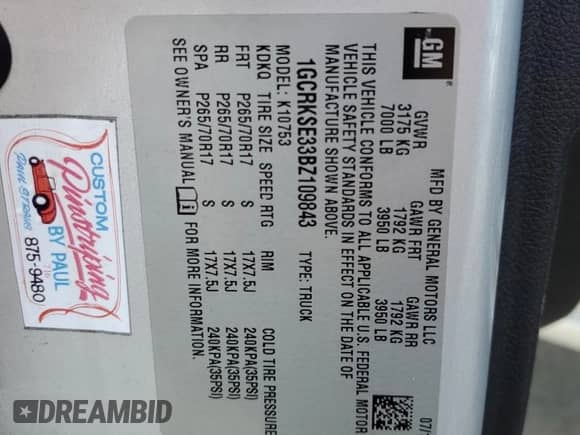 GM
MFD BY GENERAL MOTORS LLC
GVWR GAWR FRT GAWR RR
3175 KG 1792 KG 1792 KG
7000 LB 3950 LB 3950 LB
THIS VEHICLE CONFORMS TO ALL APPLICABLE U.S. FEDERAL MOTOR
VEHICLE SAFETY STANDARDS IN EFFECT ON THE DATE OF
MANUFACTURE SHOWN ABOVE.
1GCRKSE33BZ109843 TYPE: TRUCK
MODEL: K10753
KDKQ TIRE SIZE SPEED RTG RIM COLD TIRE PRESSURE
FRT P265/70R17 S 17X7.5J 240KPA(35PSI)
RR P265/70R17 S 17X7.5J 240KPA(35PSI)
SPA P265/70R17 S 17X7.5J 240KPA(35PSI)
SEE OWNER'S MANUAL FOR MORE INFORMATION.
07/
CUSTOM
Pinstriping
BY PAUL
875-9480
DREAMBID